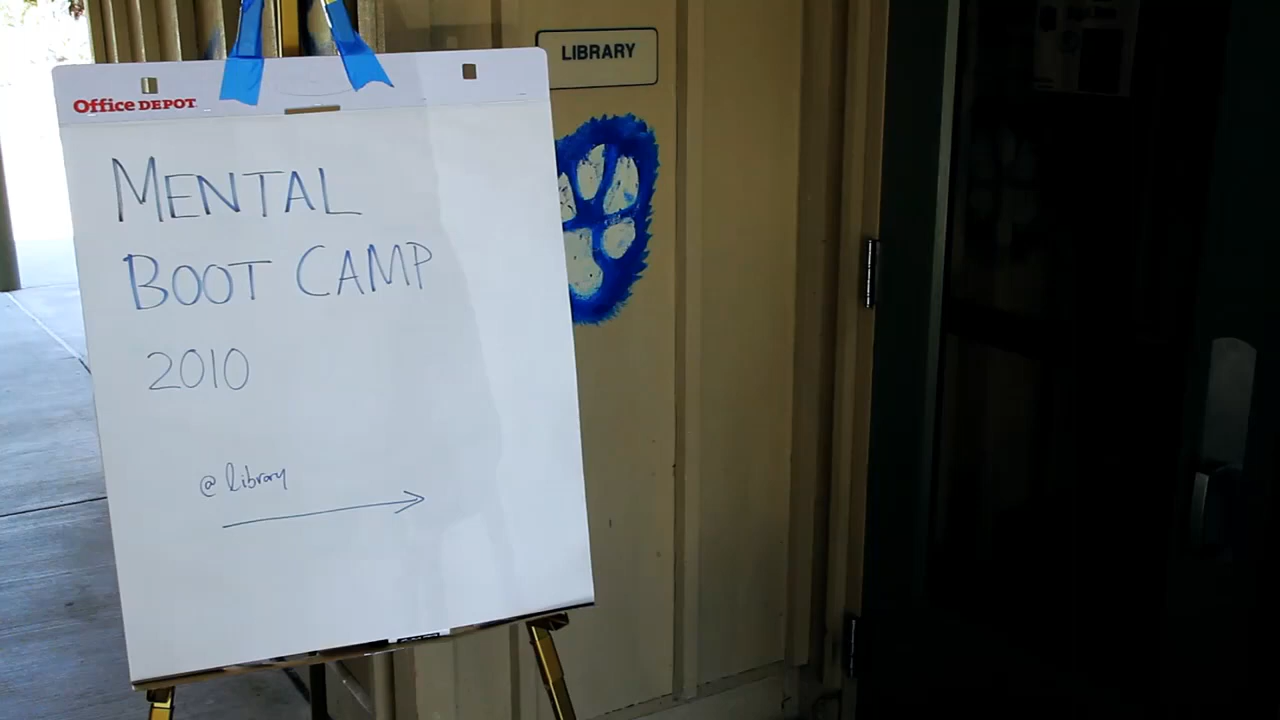 Office DEPOT
LIBRARY
MENTAL
BOOT CAMP
2010
@ library